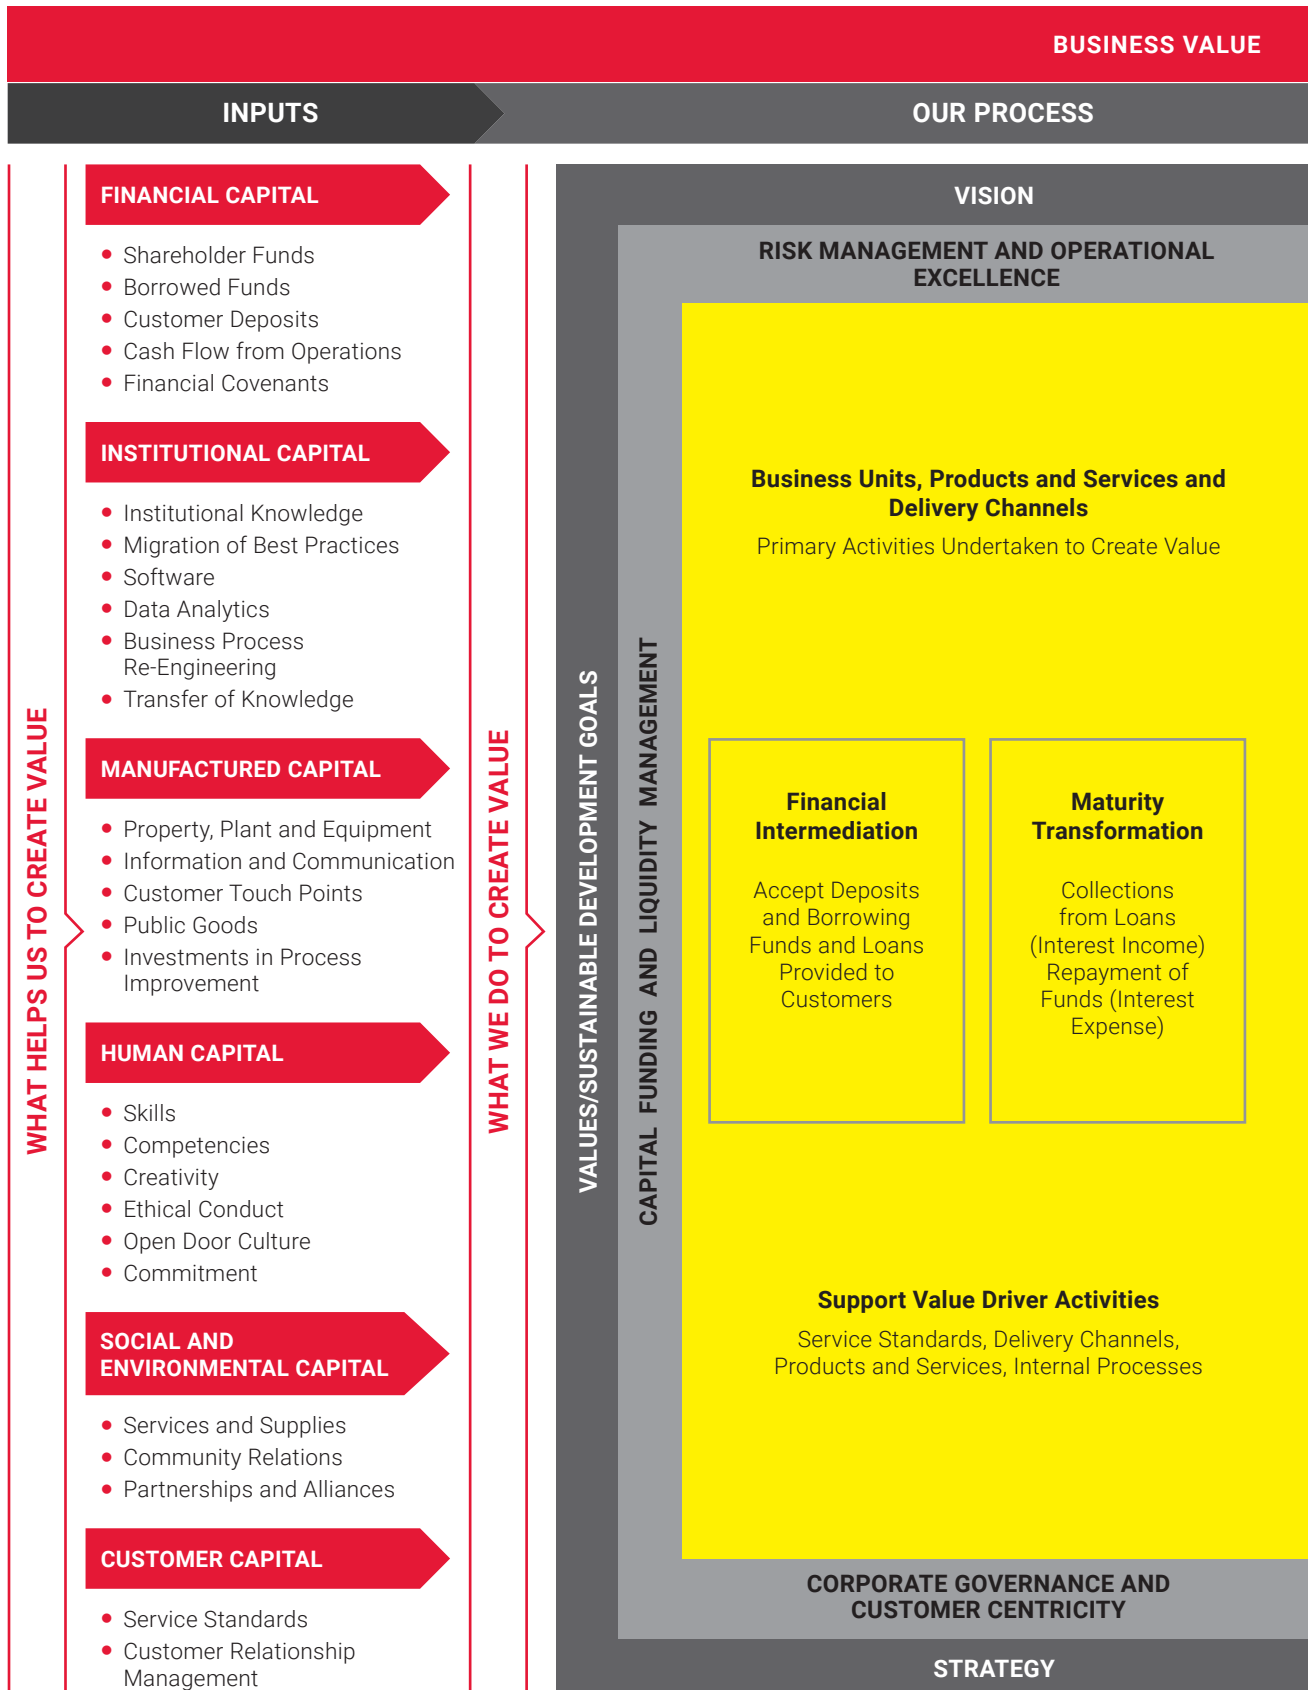 BUSINESS VALUE
INPUTS
OUR PROCESS
WHAT HELPS US TO CREATE VALUE
FINANCIAL CAPITAL
Shareholder Funds
Borrowed Funds
Customer Deposits
Cash Flow from Operations
Financial Covenants
INSTITUTIONAL CAPITAL
Institutional Knowledge
Migration of Best Practices
Software
Data Analytics
Business Process
Re-Engineering
Transfer of Knowledge
MANUFACTURED CAPITAL
Property, Plant and Equipment
Information and Communication
Customer Touch Points
Public Goods
Investments in Process
Improvement
HUMAN CAPITAL
Skills
Competencies
Creativity
Ethical Conduct
Open Door Culture
Commitment
SOCIAL AND
ENVIRONMENTAL CAPITAL
Services and Supplies
Community Relations
Partnerships and Alliances
CUSTOMER CAPITAL
Service Standards
Customer Relationship
Management
WHAT WE DO TO CREATE VALUE
VALUES/SUSTAINABLE DEVELOPMENT GOALS
VISION
CAPITAL FUNDING AND LIQUIDITY MANAGEMENT
RISK MANAGEMENT AND OPERATIONAL
EXCELLENCE
Business Units, Products and Services and
Delivery Channels
Primary Activities Undertaken to Create Value
Financial
Intermediation
Accept Deposits
and Borrowing
Funds and Loans
Provided to
Customers
Maturity
Transformation
Collections
from Loans
(Interest Income)
Repayment of
Funds (Interest
Expense)
Support Value Driver Activities
Service Standards, Delivery Channels,
Products and Services, Internal Processes
CORPORATE GOVERNANCE AND
CUSTOMER CENTRICITY
STRATEGY